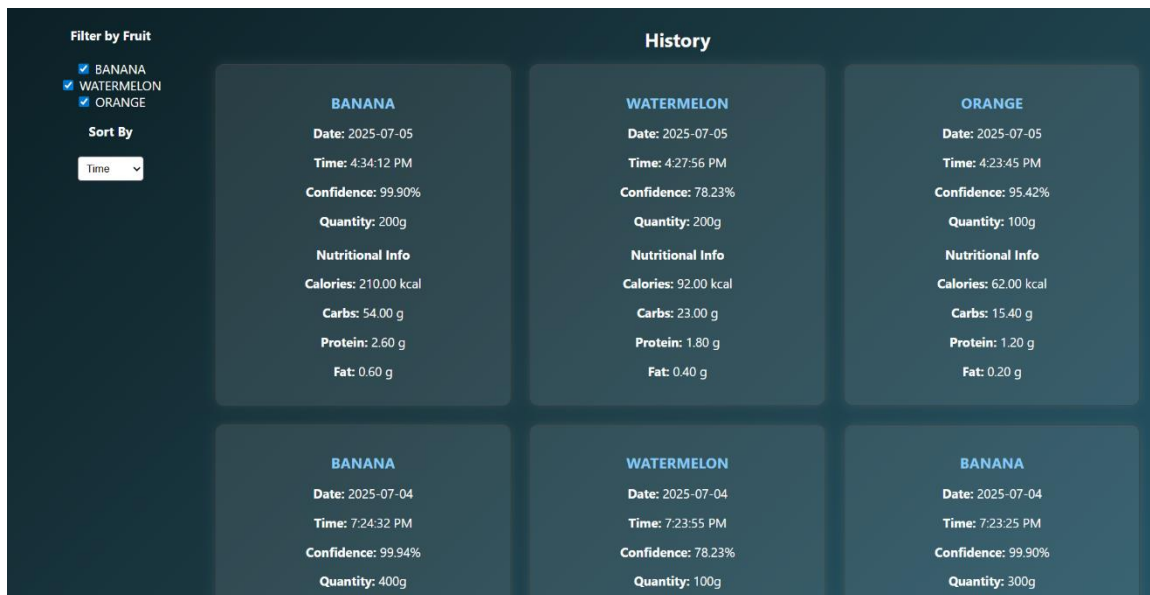 Filter by Fruit
BANANA
WATERMELON
ORANGE
Sort By
Time
History
BANANA
Date: 2025-07-05
Time: 4:34:12 PM
Confidence: 99.90%
Quantity: 200g
Nutritional Info
Calories: 210.00 kcal
Carbs: 54.00 g
Protein: 2.60 g
Fat: 0.60 g
WATERMELON
Date: 2025-07-05
Time: 4:27:56 PM
Confidence: 78.23%
Quantity: 200g
Nutritional Info
Calories: 92.00 kcal
Carbs: 23.00 g
Protein: 1.80 g
Fat: 0.40 g
ORANGE
Date: 2025-07-05
Time: 4:23:45 PM
Confidence: 95.42%
Quantity: 100g
Nutritional Info
Calories: 62.00 kcal
Carbs: 15.40 g
Protein: 1.20 g
Fat: 0.20 g
BANANA
Date: 2025-07-04
Time: 7:24:32 PM
Confidence: 99.94%
Quantity: 400g
WATERMELON
Date: 2025-07-04
Time: 7:23:55 PM
Confidence: 78.23%
Quantity: 100g
BANANA
Date: 2025-07-04
Time: 7:23:25 PM
Confidence: 99.90%
Quantity: 300g